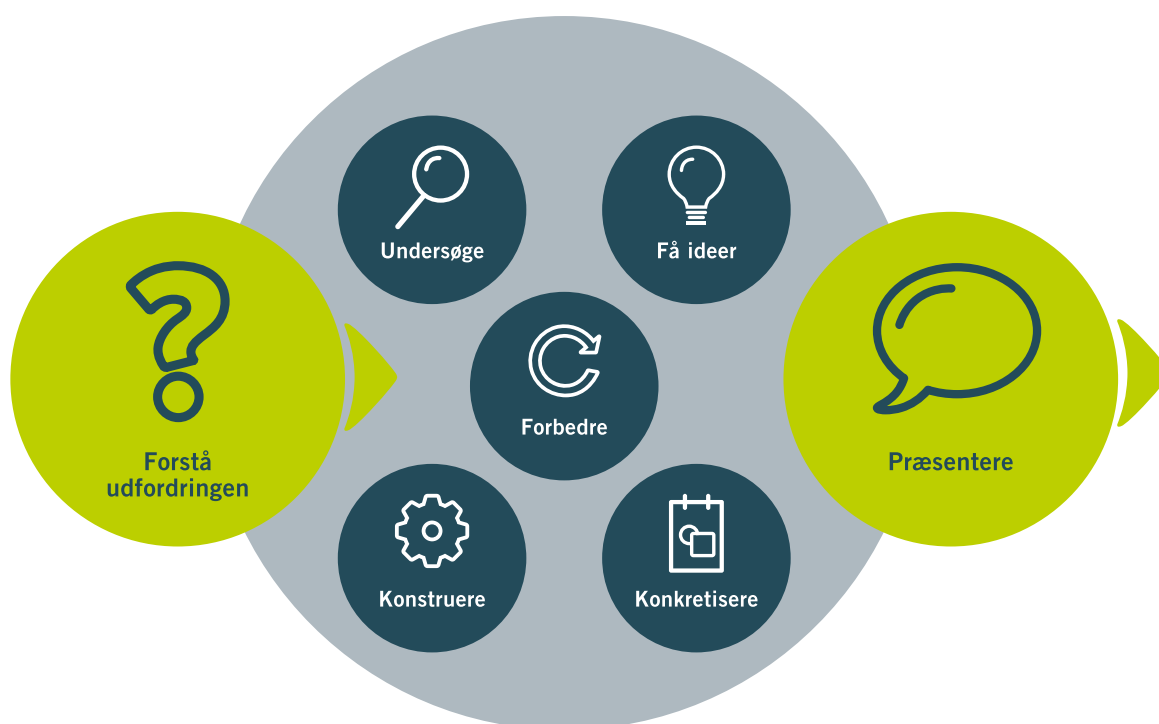 Undersøge
Få ideer
Forstå
udfordringen
Forbedre
Præsentere
Konstruere
Konkretisere